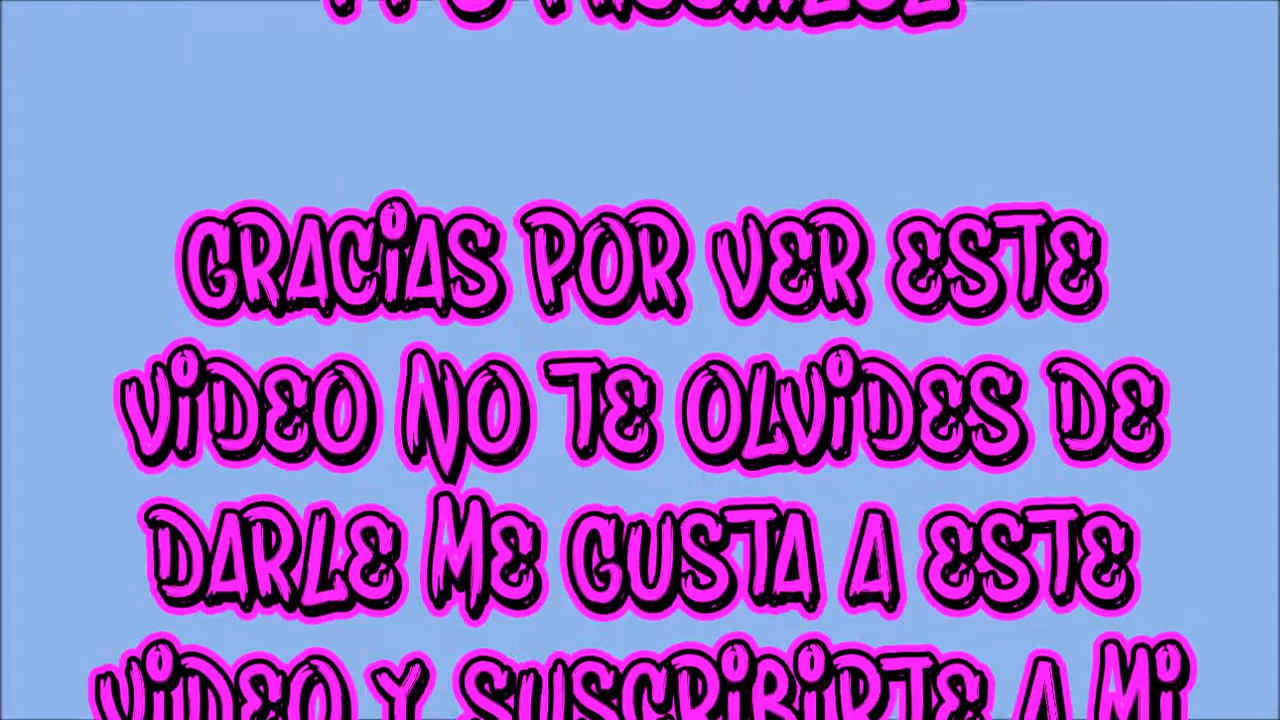 GRACIAS POR VER ESTE
VIDEO NO TE OLVIDES DE
DARLE ME GUSTA A ESTE
VIDEO Y SUSCRIBIRTE A MI